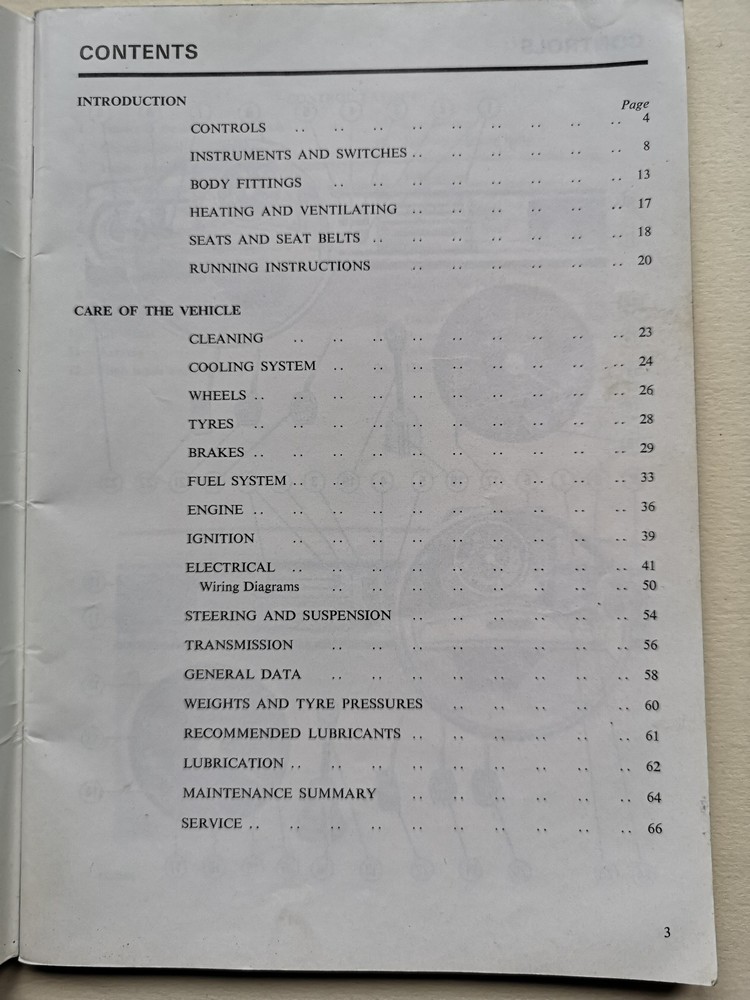 CONTENTS
INTRODUCTION
Page
CONTROLS .. .. .. .. .. .. .. .. .. 4
INSTRUMENTS AND SWITCHES .. .. .. .. .. .. 8
BODY FITTINGS .. .. .. .. .. .. .. .. 13
HEATING AND VENTILATING .. .. .. .. .. .. 17
SEATS AND SEAT BELTS .. .. .. .. .. .. .. 18
RUNNING INSTRUCTIONS .. .. .. .. .. .. 20
CARE OF THE VEHICLE
CLEANING .. .. .. .. .. .. .. .. .. 23
COOLING SYSTEM .. .. .. .. .. .. .. .. 24
WHEELS .. .. .. .. .. .. .. .. .. .. 26
TYRES .. .. .. .. .. .. .. .. .. .. 28
BRAKES .. .. .. .. .. .. .. .. .. .. 29
FUEL SYSTEM .. .. .. .. .. .. .. .. .. 33
ENGINE .. .. .. .. .. .. .. .. .. .. 36
IGNITION .. .. .. .. .. .. .. .. .. 39
ELECTRICAL .. .. .. .. .. .. .. .. .. 41
Wiring Diagrams .. .. .. .. .. .. .. .. 50
STEERING AND SUSPENSION .. .. .. .. .. .. 54
TRANSMISSION .. .. .. .. .. .. .. .. 56
GENERAL DATA .. .. .. .. .. .. .. .. 58
WEIGHTS AND TYRE PRESSURES .. .. .. .. .. 60
RECOMMENDED LUBRICANTS .. .. .. .. .. .. 61
LUBRICATION .. .. .. .. .. .. .. .. .. 62
MAINTENANCE SUMMARY .. .. .. .. .. .. 64
SERVICE .. .. .. .. .. .. .. .. .. .. 66
3